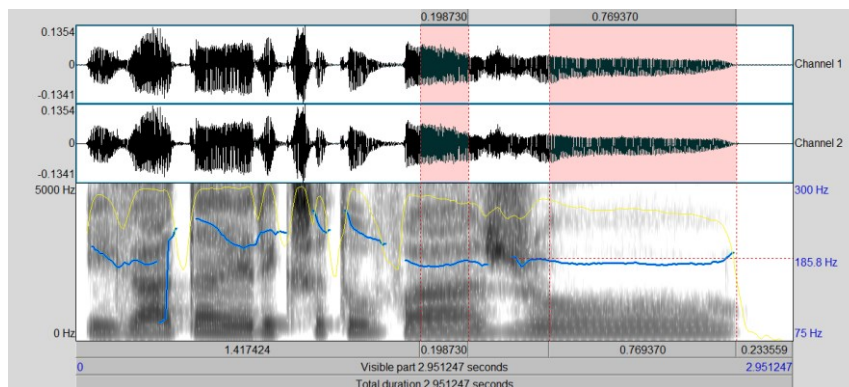 0.198730 0.769370
0.1354
0 Channel 1
-0.1341
0.1354
0 Channel 2
-0.1341
5000 Hz 300 Hz
185.8 Hz
0 Hz 75 Hz
1.417424 0.198730 0.769370 0.233559
0 Visible part 2.951247 seconds 2.951247
Total duration 2.951247 seconds